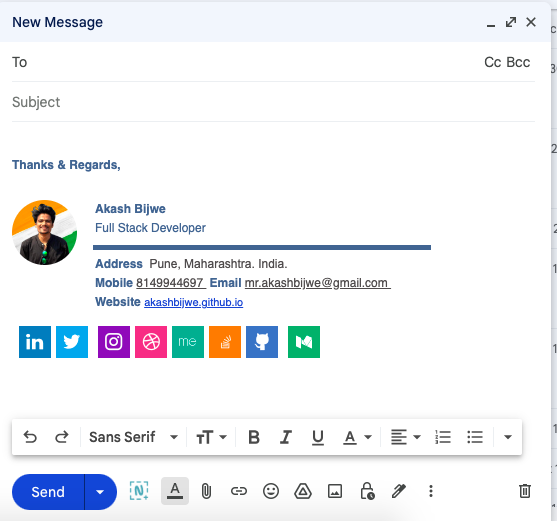 New Message
To Cc Bcc
Subject
Thanks & Regards,
Akash Bijwe
Full Stack Developer
Address Pune, Maharashtra. India.
Mobile 8149944697 Email mr.akashbijwe@gmail.com
Website akashbijwe.github.io
in me
Sans Serif B I U A
Send A